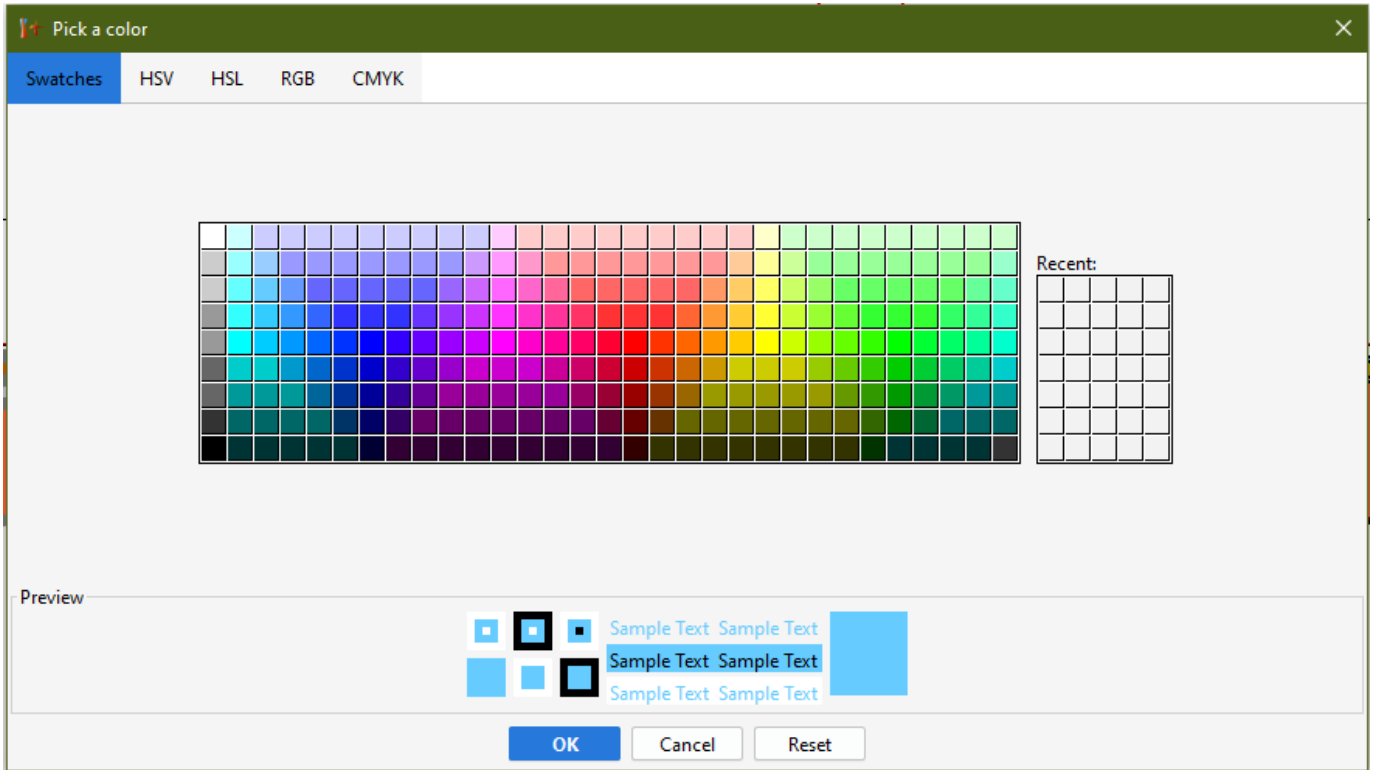 Pick a color
Swatches HSV HSL RGB CMYK
Recent:
Preview
Sample Text Sample Text
Sample Text Sample Text
Sample Text Sample Text
OK Cancel Reset